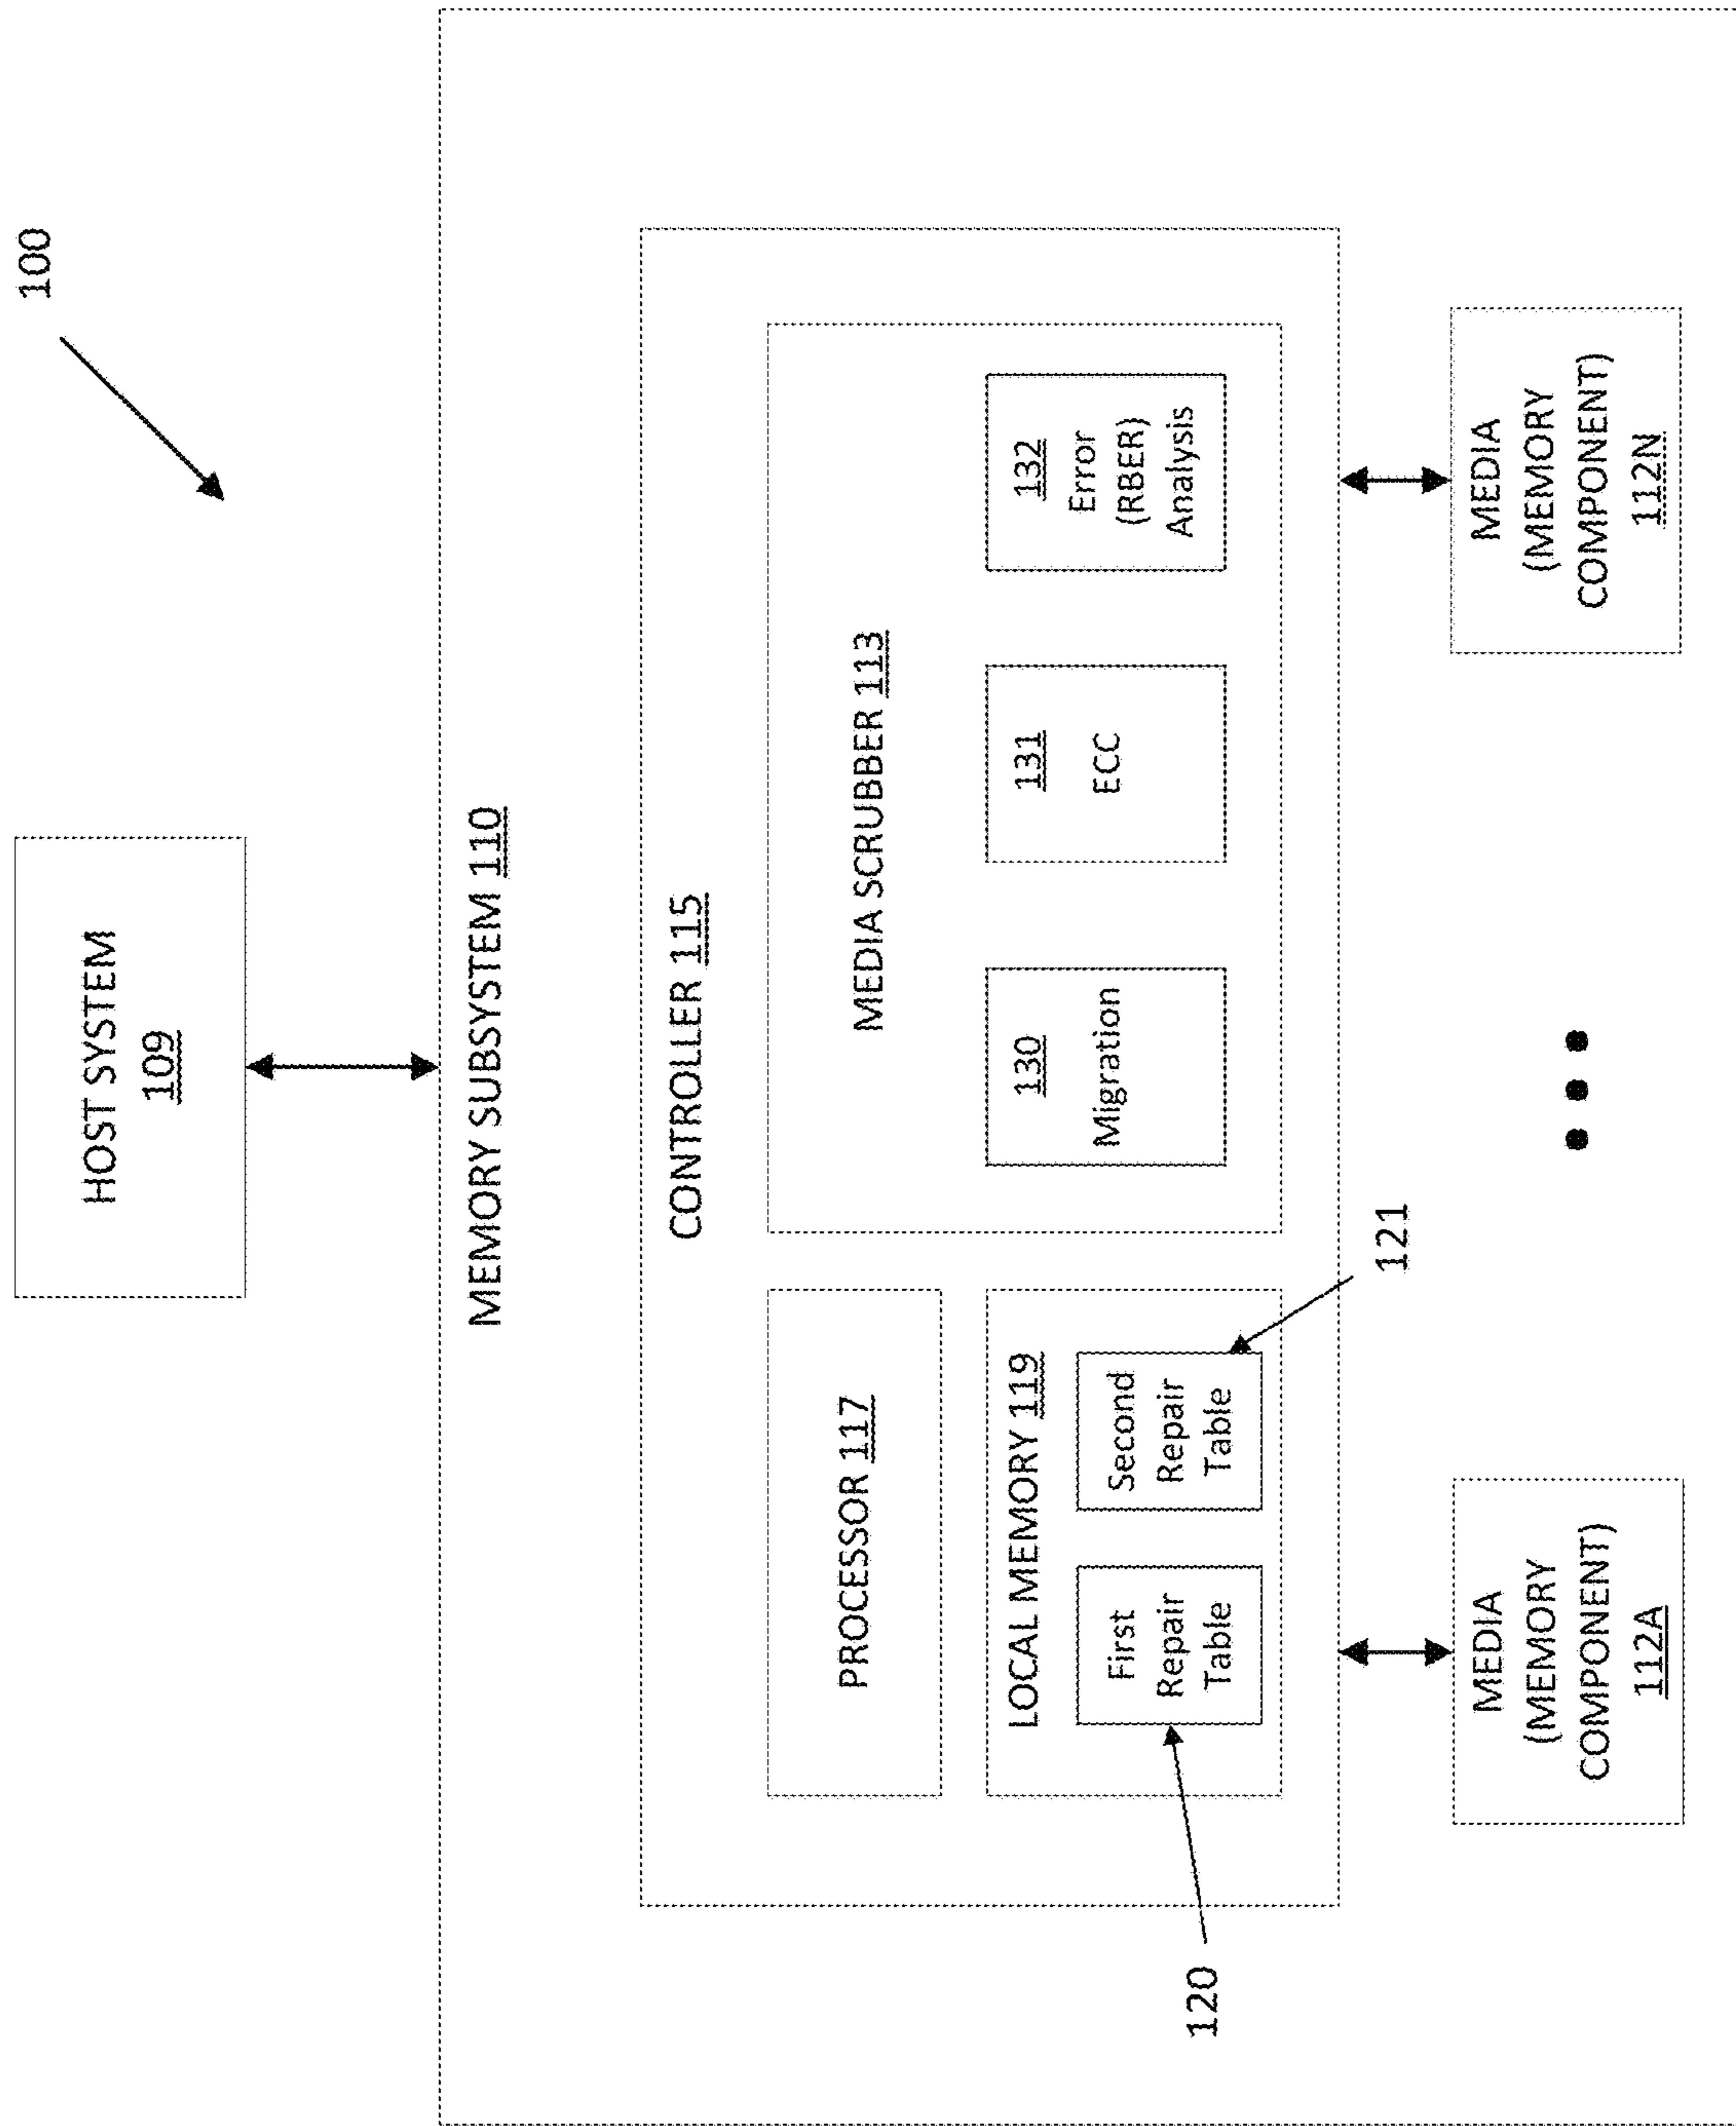 100
HOST SYSTEM
109
MEMORY SUBSYSTEM 110
CONTROLLER 115
PROCESSOR 117
MEDIA SCRUBBER 113
LOCAL MEMORY 119
First
Repair
Table
Second
Repair
Table
130
Migration
131
ECC
132
Error
(RBER)
Analysis
120
121
MEDIA
(MEMORY
COMPONENT)
112A
MEDIA
(MEMORY
COMPONENT)
112N